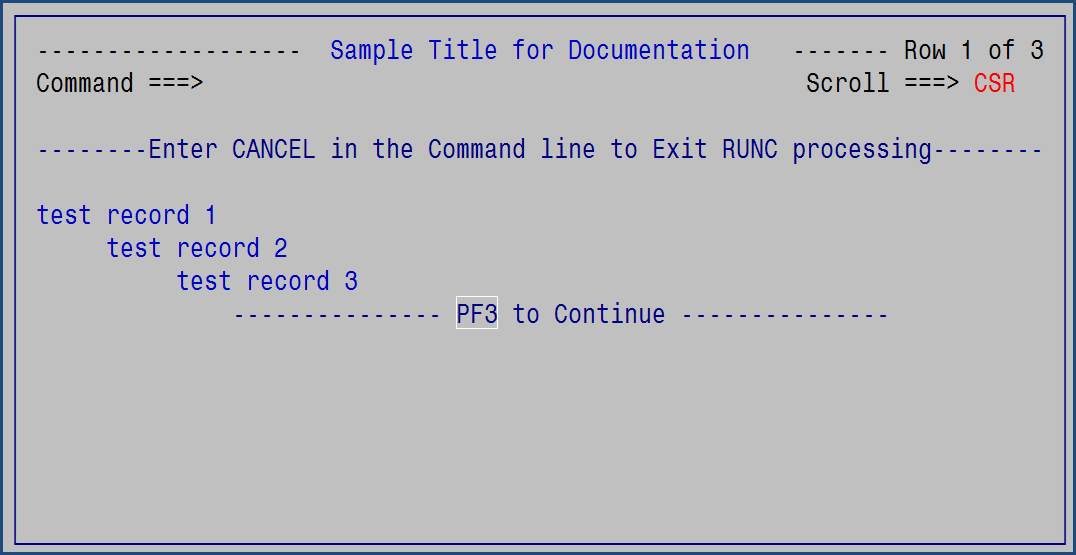 -------------------  Sample Title for Documentation   ------- Row 1 of 3
Command ===>                                           Scroll ===> CSR
--------Enter CANCEL in the Command line to Exit RUNC processing--------
test record 1
     test record 2
          test record 3
              --------------- PF3 to Continue ---------------